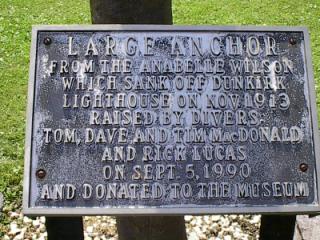 LARGE ANCHOR
FROM THE ANABELLE WILSON
WHICH SANK OFF DUNKIRK
LIGHTHOUSE ON NOV. 1913
RAISED BY DIVERS:
TOM, DAVE AND TIM MACDONALD
AND RICK LUCAS
ON SEPT. 5, 1990
AND DONATED TO THE MUSEUM